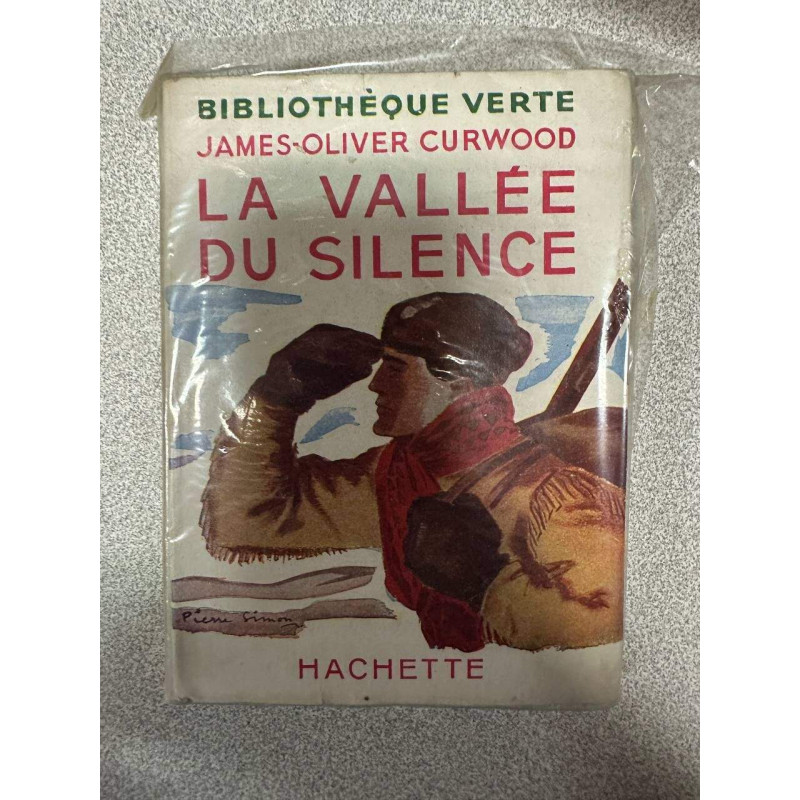 BIBLIOTHÈQUE VERTE
JAMES-OLIVER CURWOOD
LA VALLÉE
DU SILENCE
Pierre Simon
HACHETTE